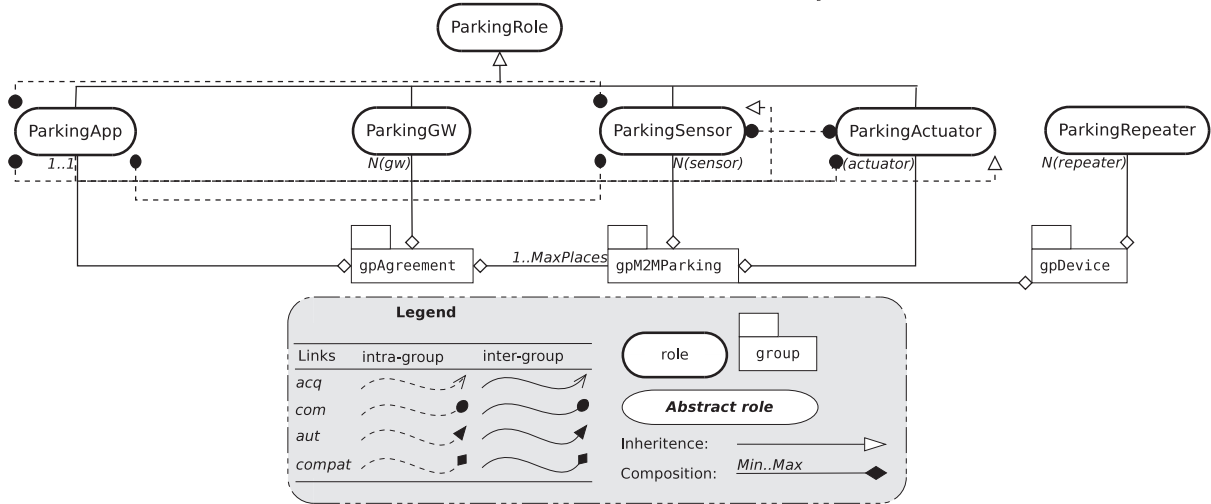 ParkingRole
ParkingApp
ParkingGW
ParkingSensor
ParkingActuator
ParkingRepeater
1..1
N(gw)
N(sensor)
(actuator)
N(repeater)
gpAgreement
1..MaxPlaces
gpM2MParking
gpDevice
Legend
Links intra-group inter-group
acq
com
aut
compat
role
group
Abstract role
Inheritence:
Composition: Min..Max